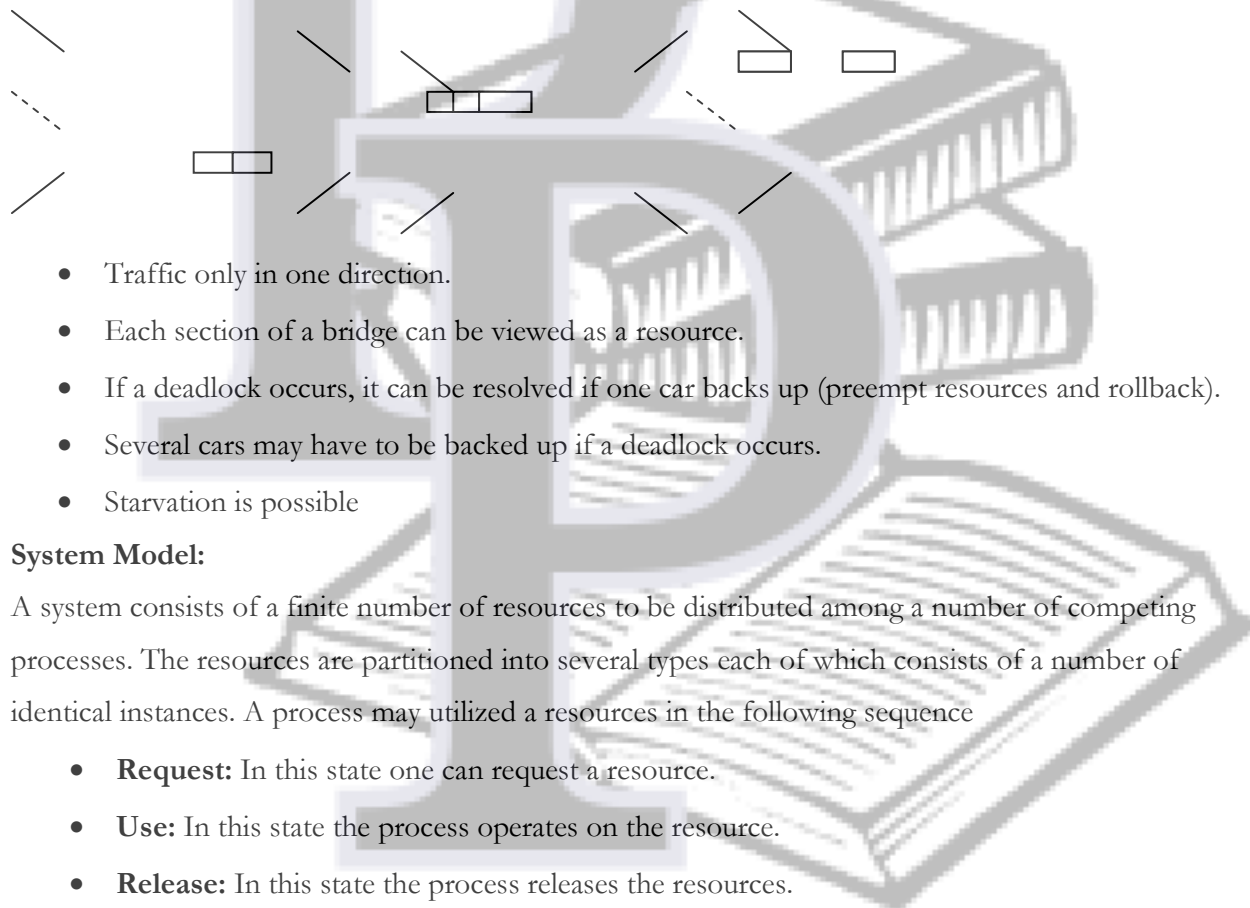 • Traffic only in one direction.
• Each section of a bridge can be viewed as a resource.
• If a deadlock occurs, it can be resolved if one car backs up (preempt resources and rollback).
• Several cars may have to be backed up if a deadlock occurs.
• Starvation is possible
System Model:
A system consists of a finite number of resources to be distributed among a number of competing
processes. The resources are partitioned into several types each of which consists of a number of
identical instances. A process may utilized a resources in the following sequence
• Request: In this state one can request a resource.
• Use: In this state the process operates on the resource.
• Release: In this state the process releases the resources.